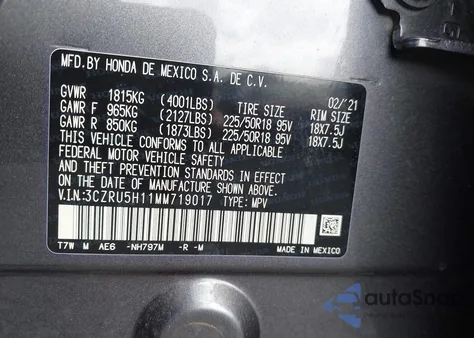 MFD.BY HONDA DE MEXICO S.A. DE C.V.
02/'21
GVWR 1815KG (4001LBS) TIRE SIZE RIM SIZE
GAWR F 965KG (2127LBS) 225/50R18 95V 18X7.5J
GAWR R 850KG (1873LBS) 225/50R18 95V 18X7.5J
THIS VEHICLE CONFORMS TO ALL APPLICABLE
FEDERAL MOTOR VEHICLE SAFETY
AND THEFT PREVENTION STANDARDS IN EFFECT
ON THE DATE OF MANUFACTURE SHOWN ABOVE.
V.I.N:3CZRU5H11MM719017 TYPE: MPV
T7W M AE6 -NH797M -R -M
MADE IN MEXICO